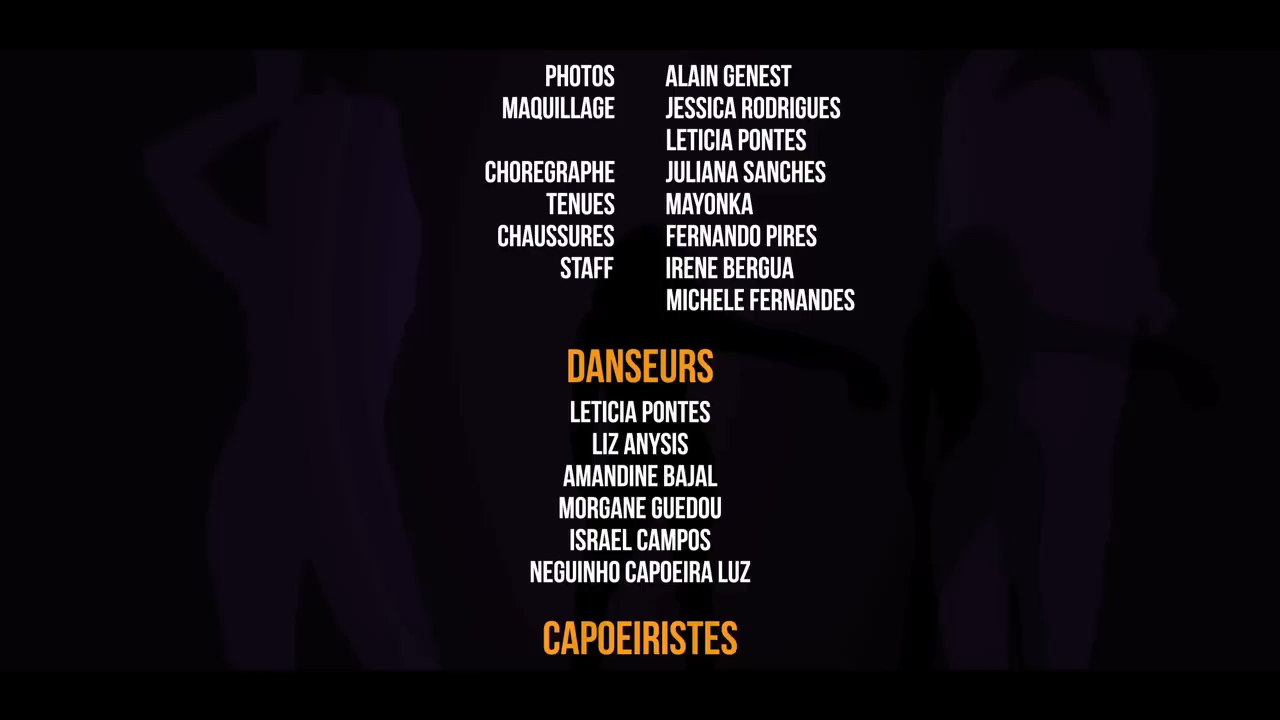 PHOTOS ALAIN GENEST
MAQUILLAGE JESSICA RODRIGUES
LETICIA PONTES
CHOREGRAPHE JULIANA SANCHES
TENUES MAYONKA
CHAUSSURES FERNANDO PIRES
STAFF IRENE BERGUA
MICHELE FERNANDES
DANSEURS
LETICIA PONTES
LIZ ANYSIS
AMANDINE BAJAL
MORGANE GUEDOU
ISRAEL CAMPOS
NEGUINHO CAPOEIRA LUZ
CAPOEIRISTES